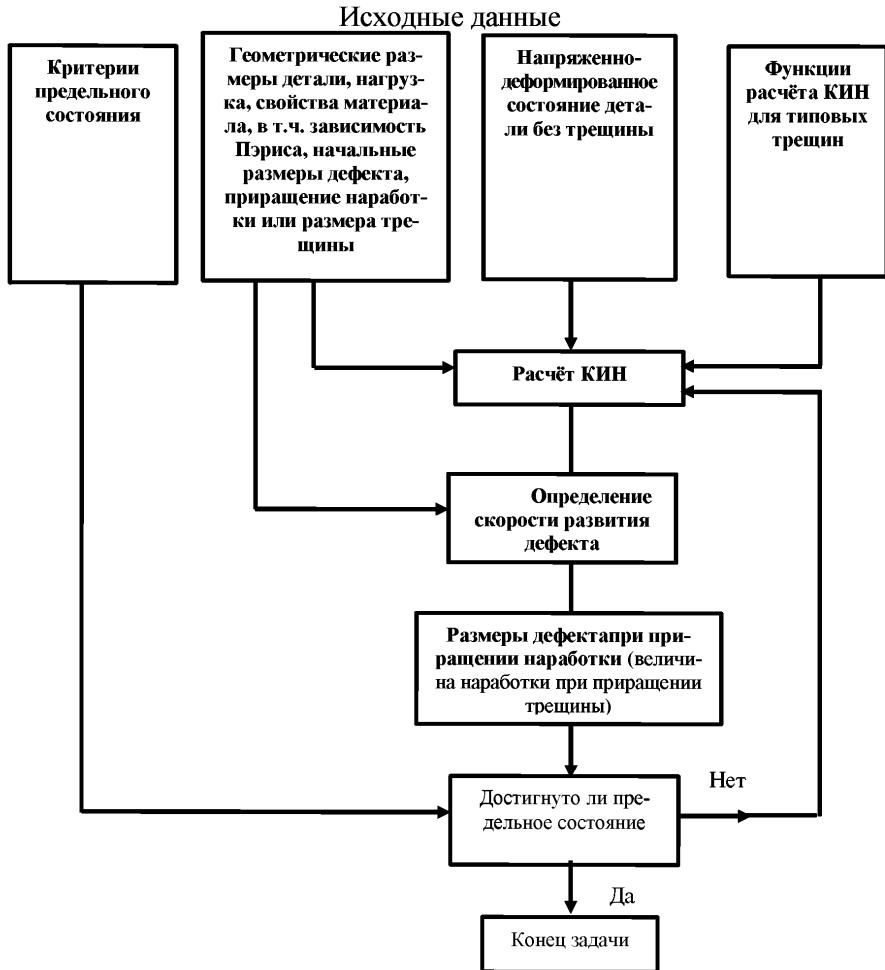 Исходные данные
Критерии
предельного
состояния
Геометрические раз-
меры детали, нагруз-
ка, свойства материа-
ла, в т.ч. зависимость
Пэриса, начальные
размеры дефекта,
приращение наработ-
ки или размера тре-
щины
Напряженно-
деформированное
состояние дета-
ли без трещины
Функции
расчёта КИН
для типовых
трещин
Расчёт КИН
Определение
скорости развития
дефекта
Размеры дефектапри при-
ращении наработки (величи-
на наработки при приращении
трещины)
Достигнуто ли пре-
дельное состояние
Нет
Да
Конец задачи